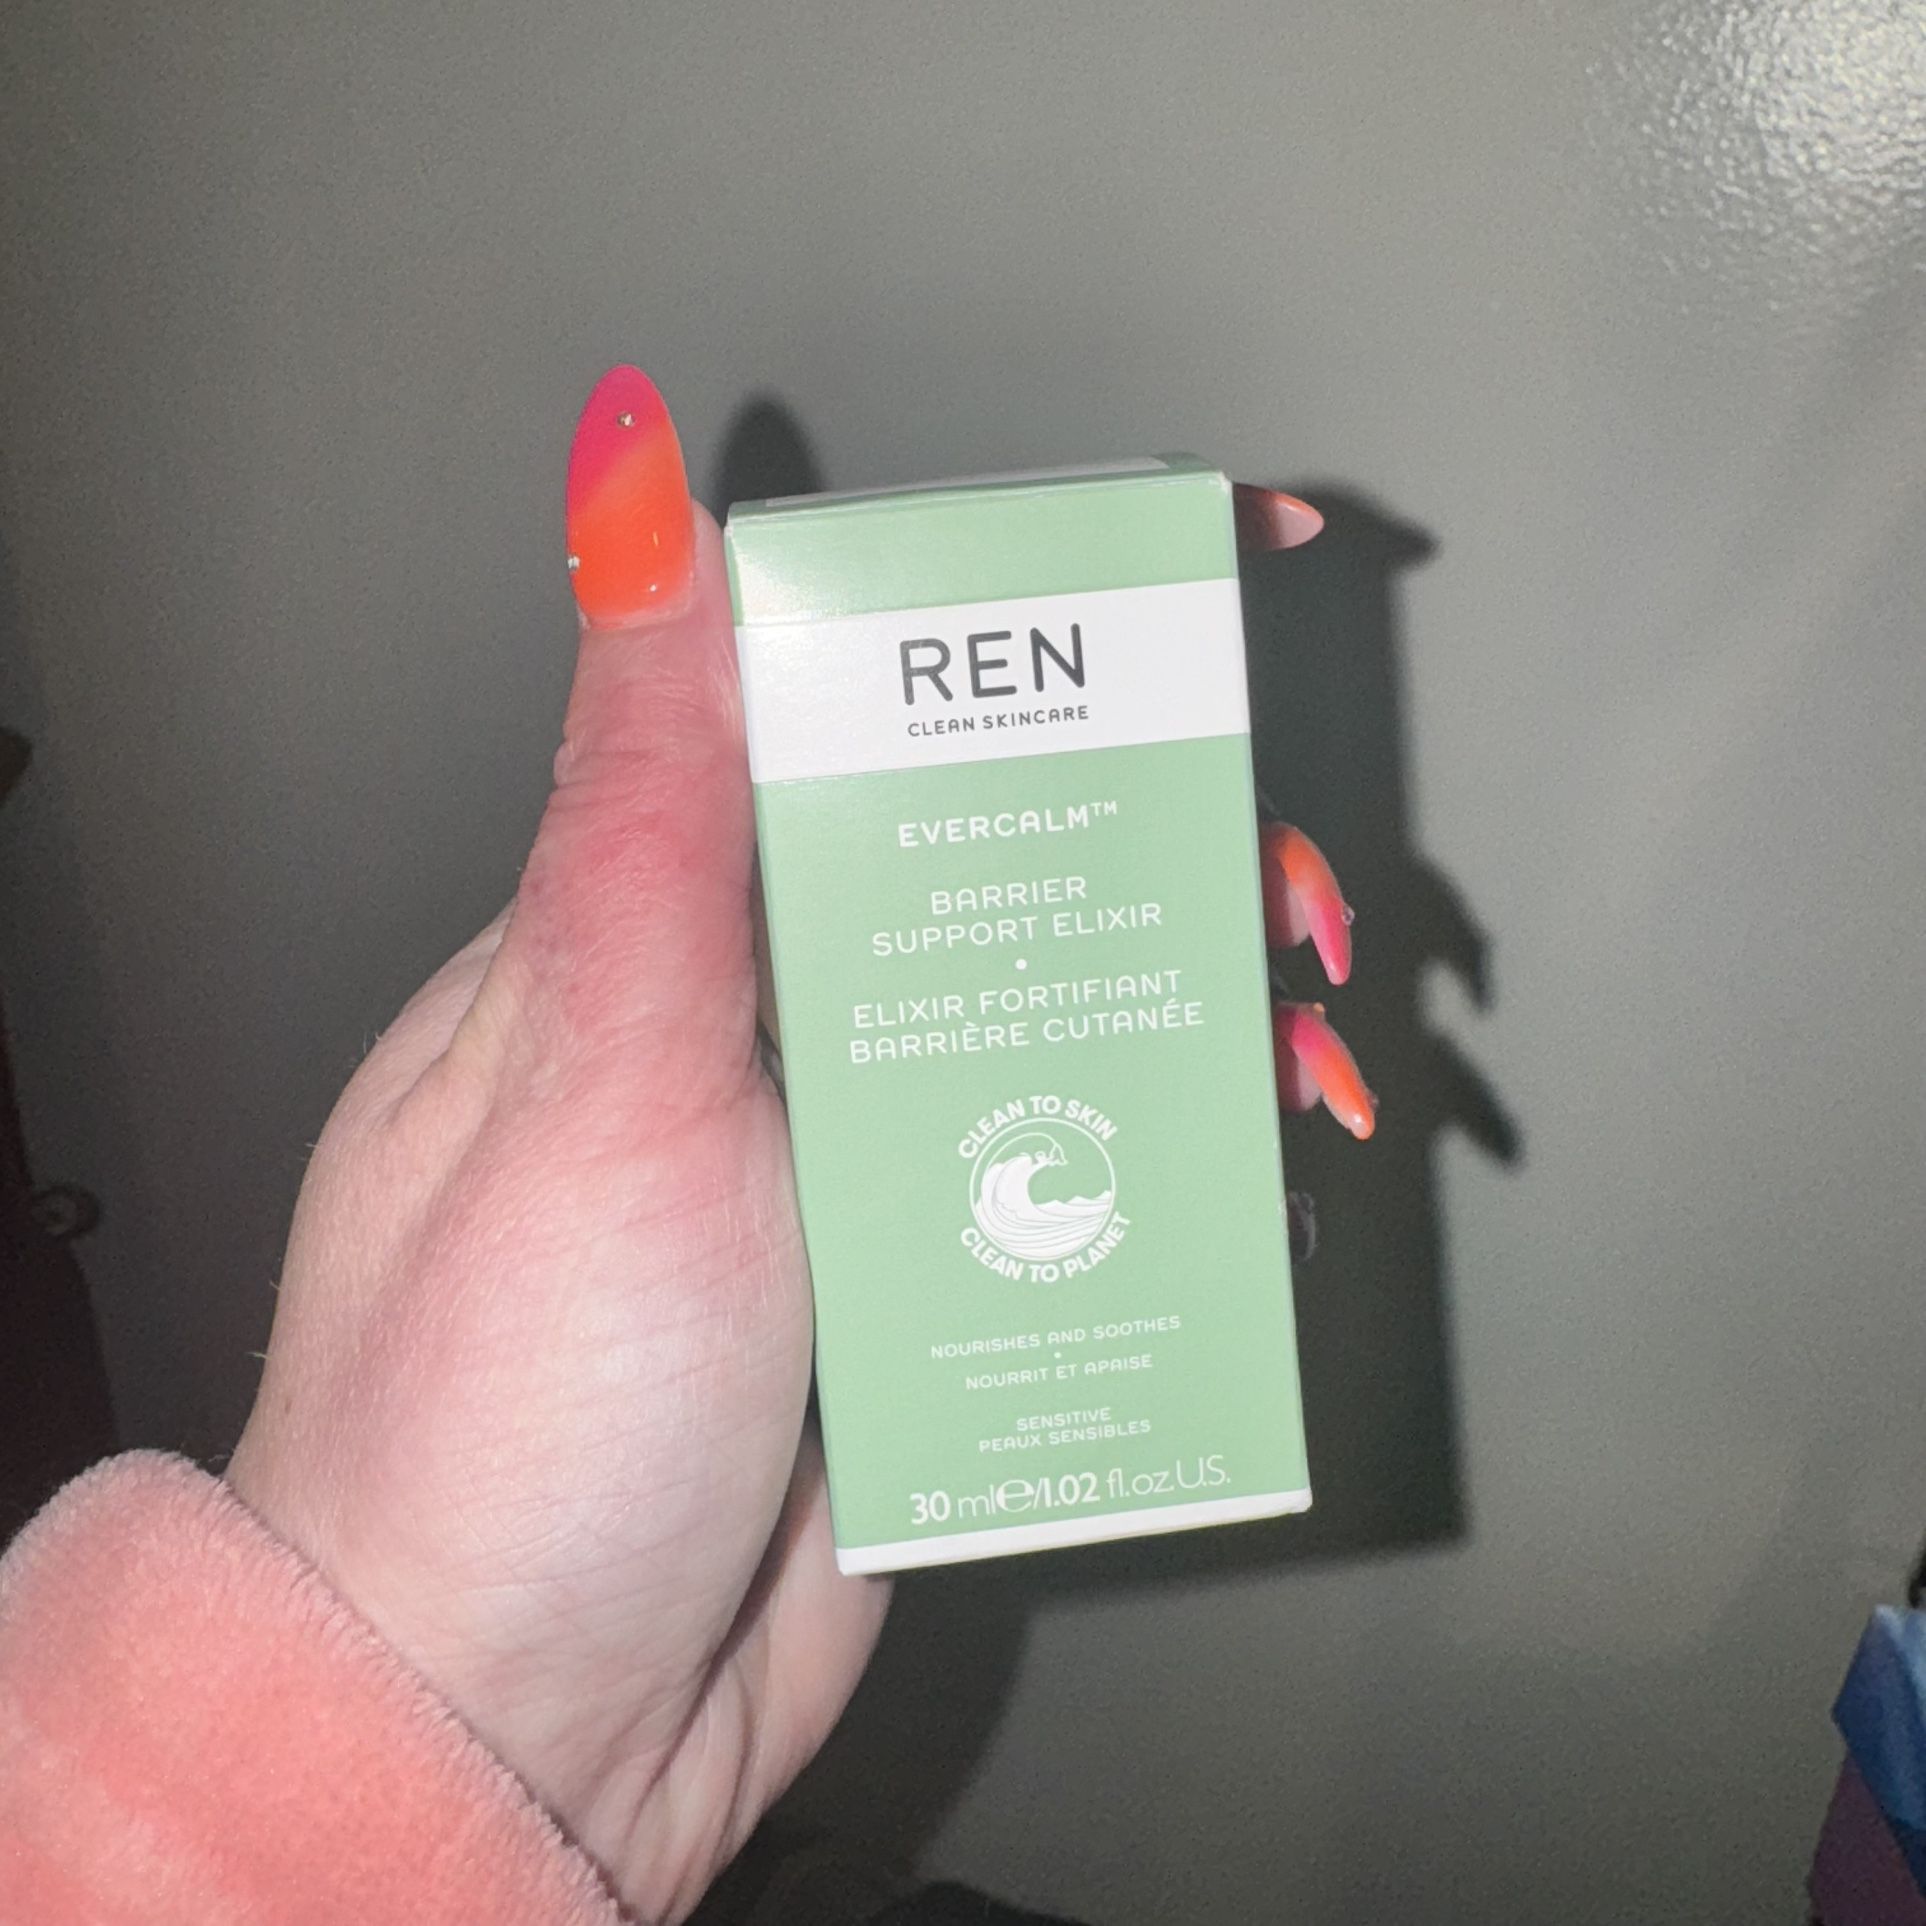 REN
CLEAN SKINCARE
EVERCALM™
BARRIER
SUPPORT ELIXIR
•
ELIXIR FORTIFIANT
BARRIÈRE CUTANÉE
CLEAN TO SKIN
CLEAN TO PLANET
NOURISHES AND SOOTHES
•
NOURRIT ET APAISE
SENSITIVE
PEAUX SENSIBLES
30 ml℮/1.02 fl.oz.U.S.